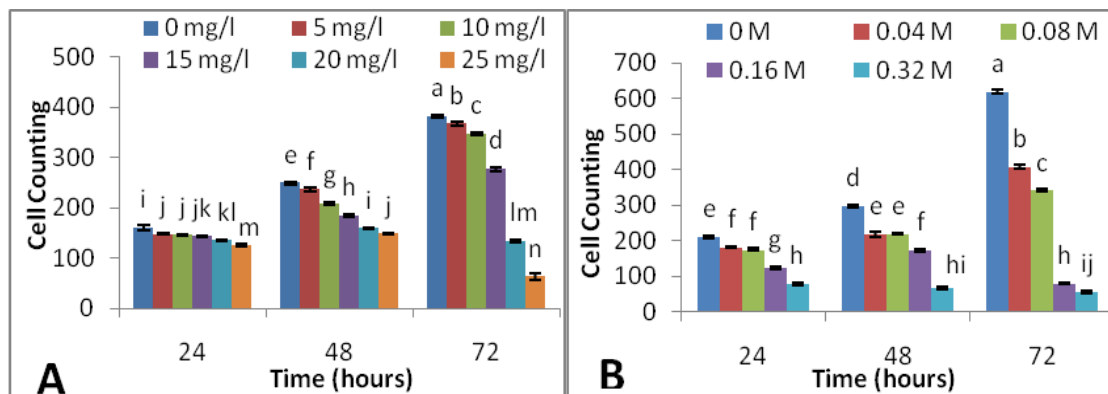 0 mg/l 5 mg/l 10 mg/l
15 mg/l 20 mg/l 25 mg/l
500
400
300
200
100
0
Cell Counting
i j j jk kl m
e f g h i j
a b c d lm n
24 48 72
Time (hours)
A
0 M 0.04 M 0.08 M
0.16 M 0.32 M
700
600
500
400
300
200
100
0
Cell Counting
e f f g h
d e e f hi
a b c h ij
24 48 72
Time (hours)
B